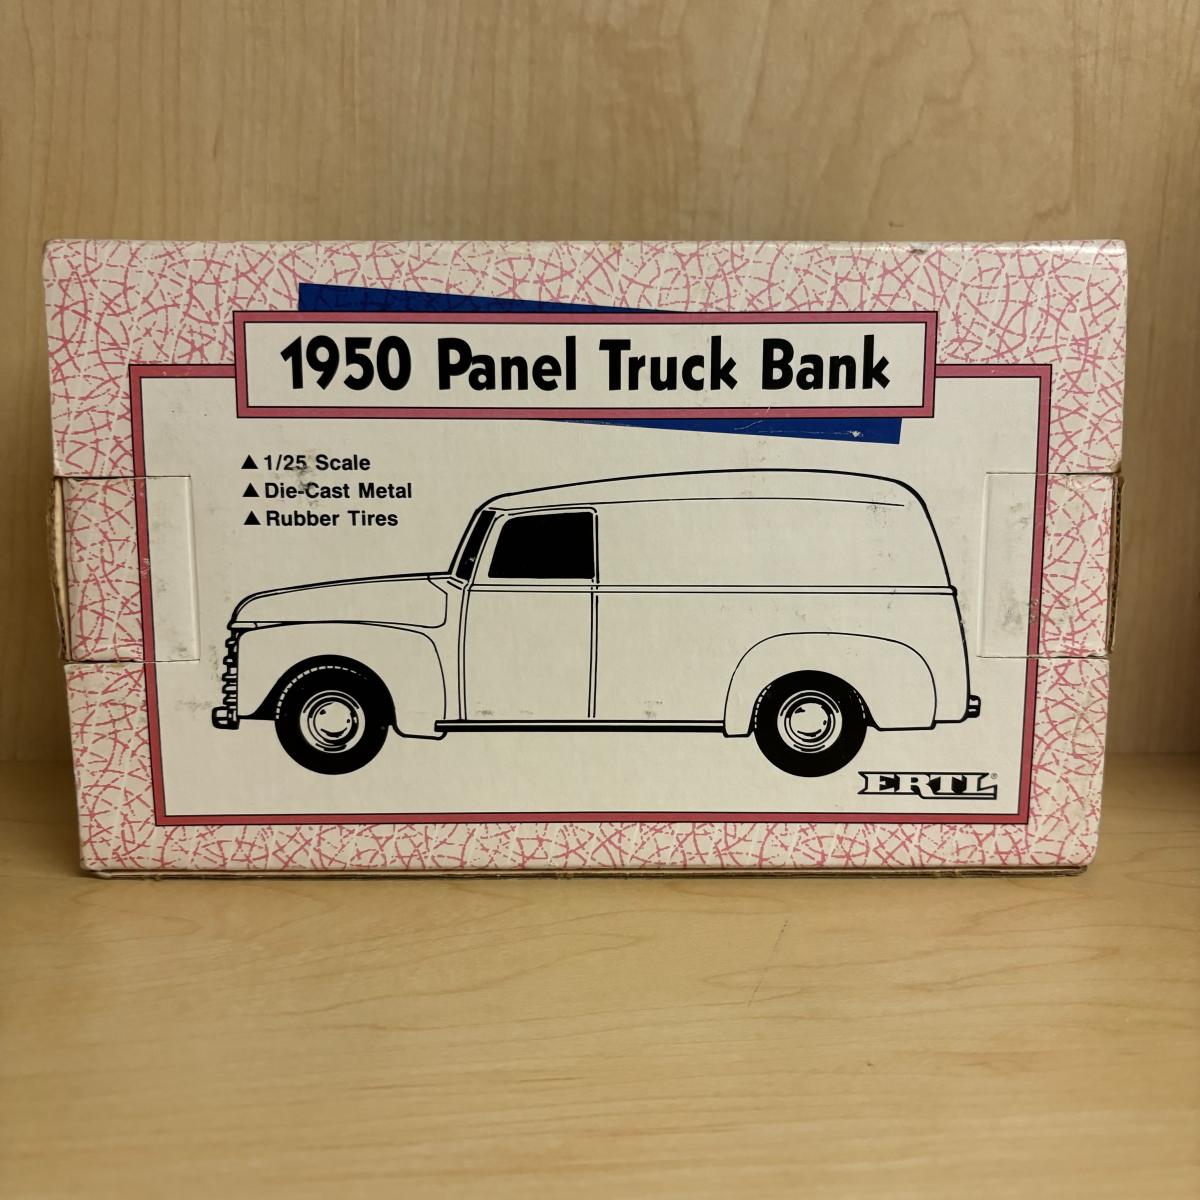 1950 Panel Truck Bank
▲ 1/25 Scale
▲ Die-Cast Metal
▲ Rubber Tires
ERTL®